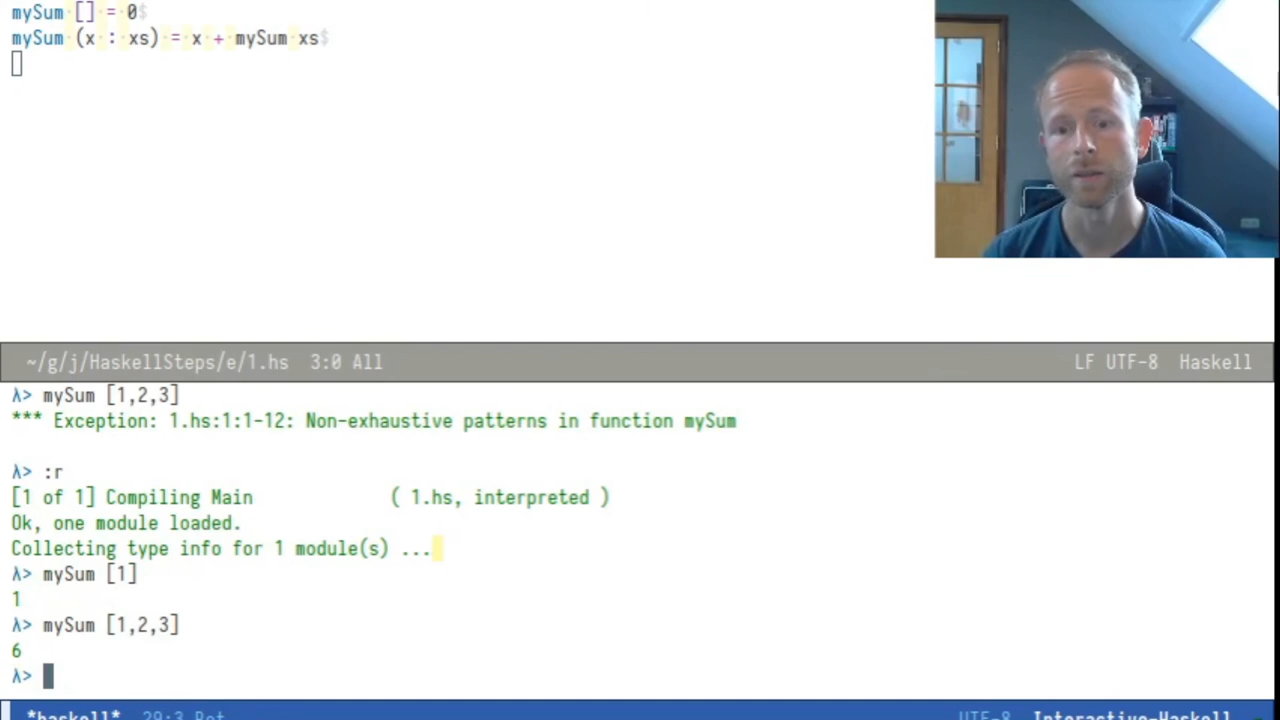 mySum [] = 0$
mySum (x : xs) = x + mySum xs$
~/g/j/HaskellSteps/e/1.hs 3:0 All LF UTF-8 Haskell
λ> mySum [1,2,3]
*** Exception: 1.hs:1:1-12: Non-exhaustive patterns in function mySum
λ> :r
[1 of 1] Compiling Main ( 1.hs, interpreted )
Ok, one module loaded.
Collecting type info for 1 module(s) ...
λ> mySum [1]
1
λ> mySum [1,2,3]
6
λ>
*haskell* 29:3 Bot UTF-8 Interactive-Haskell